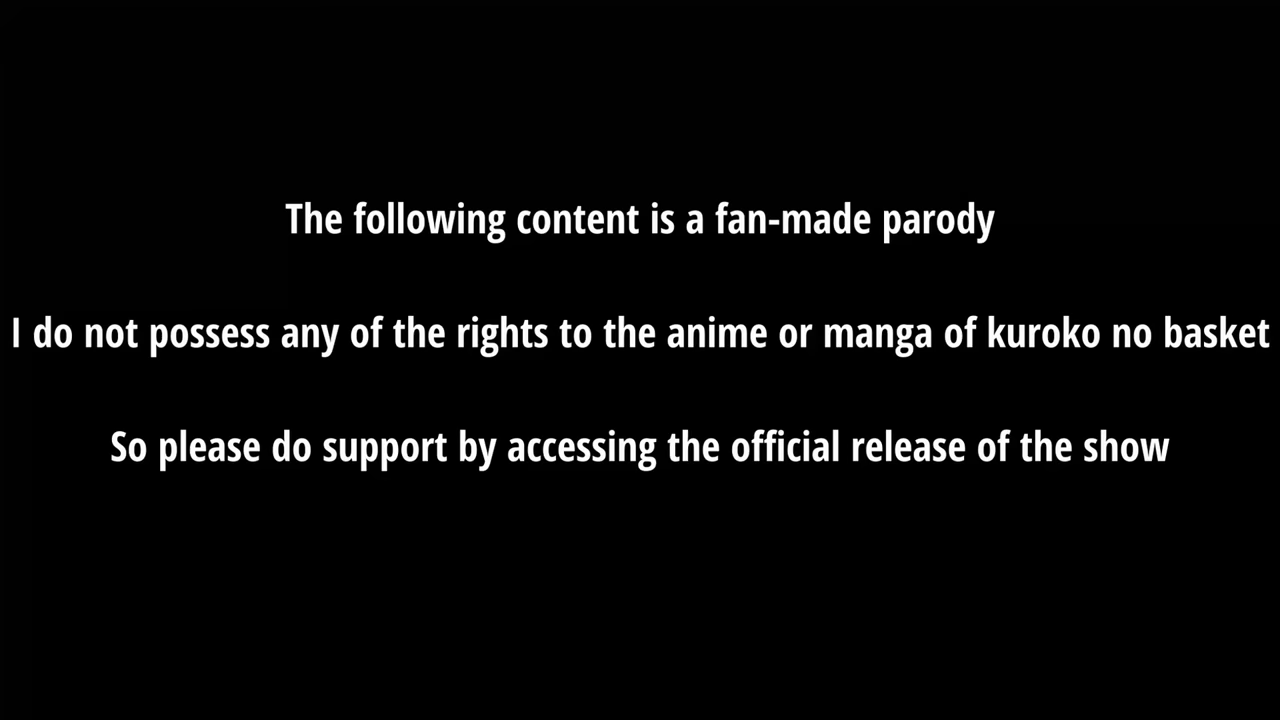 The following content is a fan-made parody
I do not possess any of the rights to the anime or manga of kuroko no basket
So please do support by accessing the official release of the show